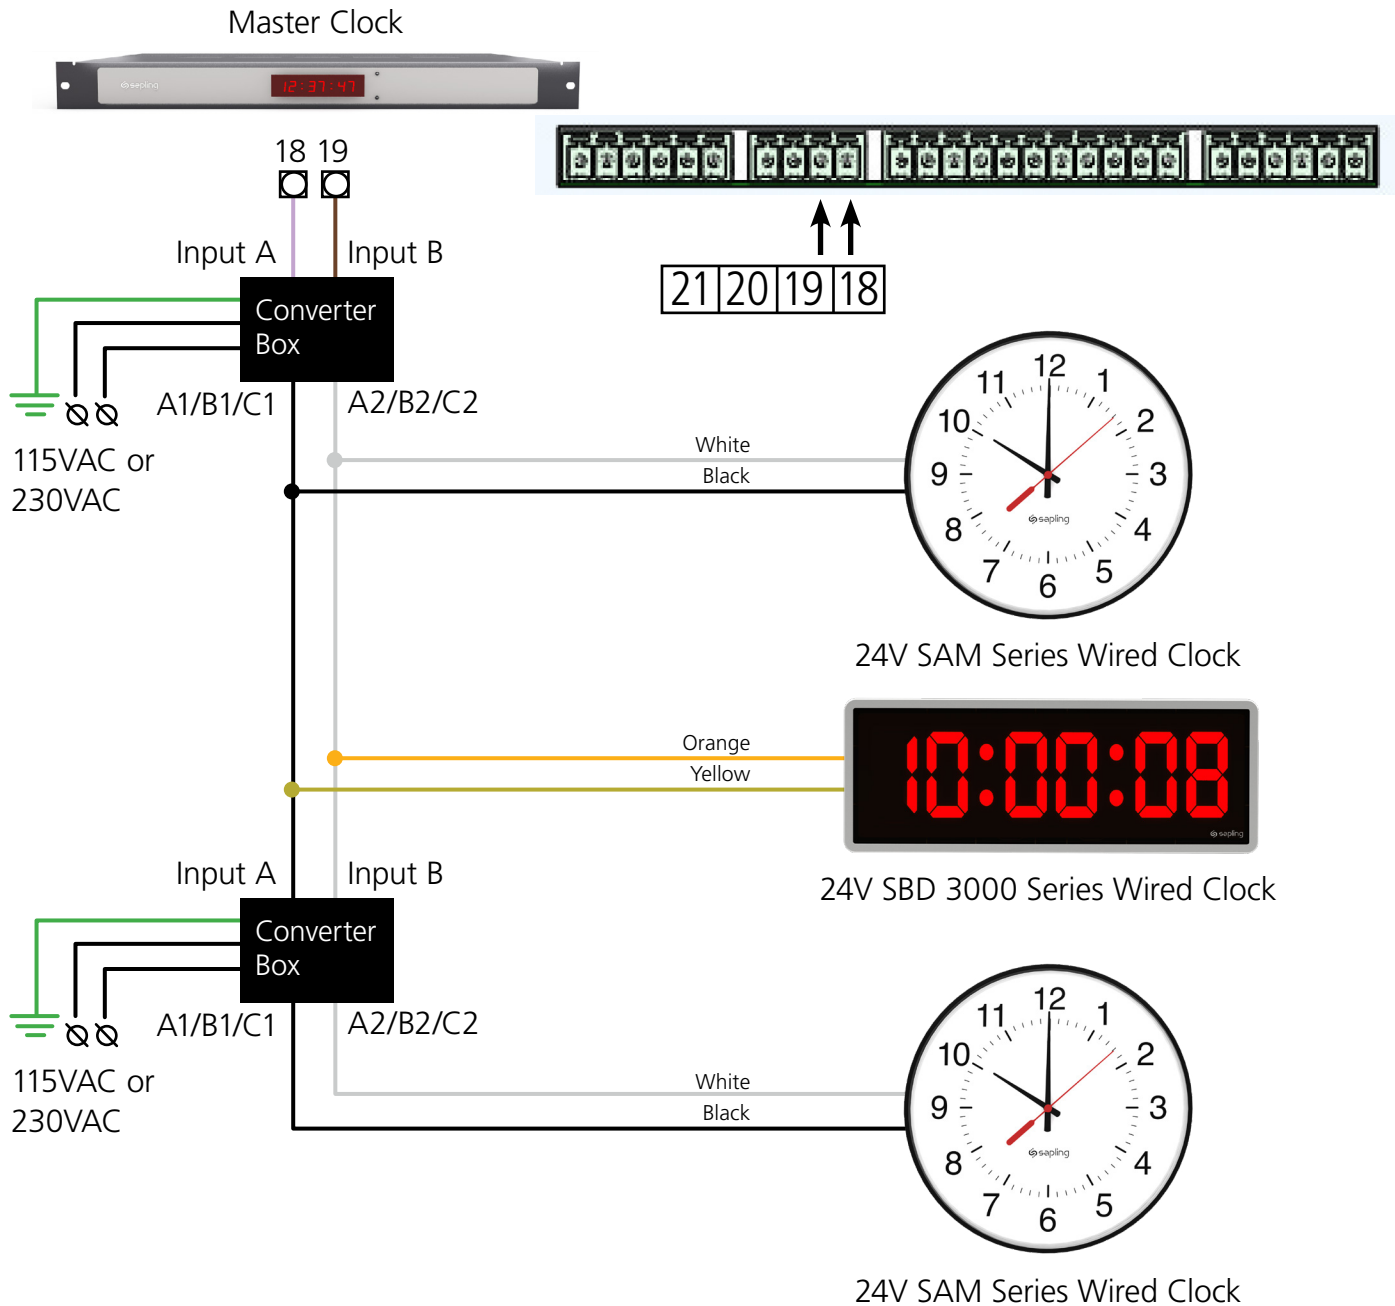 Master Clock
sapling
12:37:47
18 19
Input A
Input B
21 20 19 18
Converter
Box
A1/B1/C1
A2/B2/C2
115VAC or
230VAC
White
Black
12
1
2
3
4
5
6
7
8
9
10
11
sapling
24V SAM Series Wired Clock
Orange
Yellow
10:00:08
sapling
24V SBD 3000 Series Wired Clock
Input A
Input B
Converter
Box
A1/B1/C1
A2/B2/C2
115VAC or
230VAC
White
Black
12
1
2
3
4
5
6
7
8
9
10
11
sapling
24V SAM Series Wired Clock